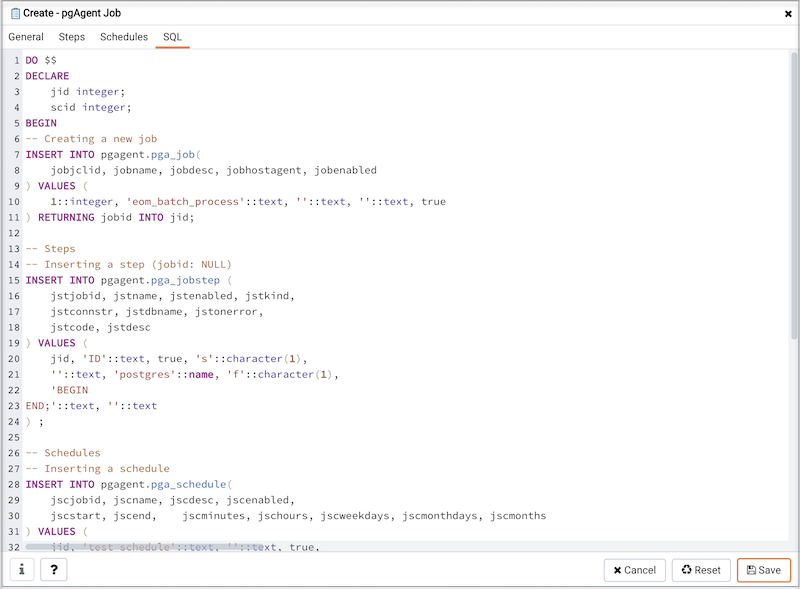 Create - pgAgent Job
General Steps Schedules SQL
1 DO $$
2 DECLARE
3 jid integer;
4 scid integer;
5 BEGIN
6 -- Creating a new job
7 INSERT INTO pgagent.pga_job(
8 jobjclid, jobname, jobdesc, jobhostagent, jobenabled
9 ) VALUES (
10 1::integer, 'eom_batch_process'::text, ''::text, ''::text, true
11 ) RETURNING jobid INTO jid;
12
13 -- Steps
14 -- Inserting a step (jobid: NULL)
15 INSERT INTO pgagent.pga_jobstep (
16 jstjobid, jstname, jstenabled, jstkind,
17 jstconnstr, jstdbname, jstonerror,
18 jstcode, jstdesc
19 ) VALUES (
20 jid, 'ID'::text, true, 's'::character(1),
21 ''::text, 'postgres'::name, 'f'::character(1),
22 'BEGIN
23 END;'::text, ''::text
24 ) ;
25
26 -- Schedules
27 -- Inserting a schedule
28 INSERT INTO pgagent.pga_schedule(
29 jscjobid, jscname, jscdesc, jscenabled,
30 jscstart, jscend, jscminutes, jschours, jscweekdays, jscmonthdays, jscmonths
31 ) VALUES (
32 jid, 'test_schedule'::text, ''::text, true,
i ? Cancel Reset Save